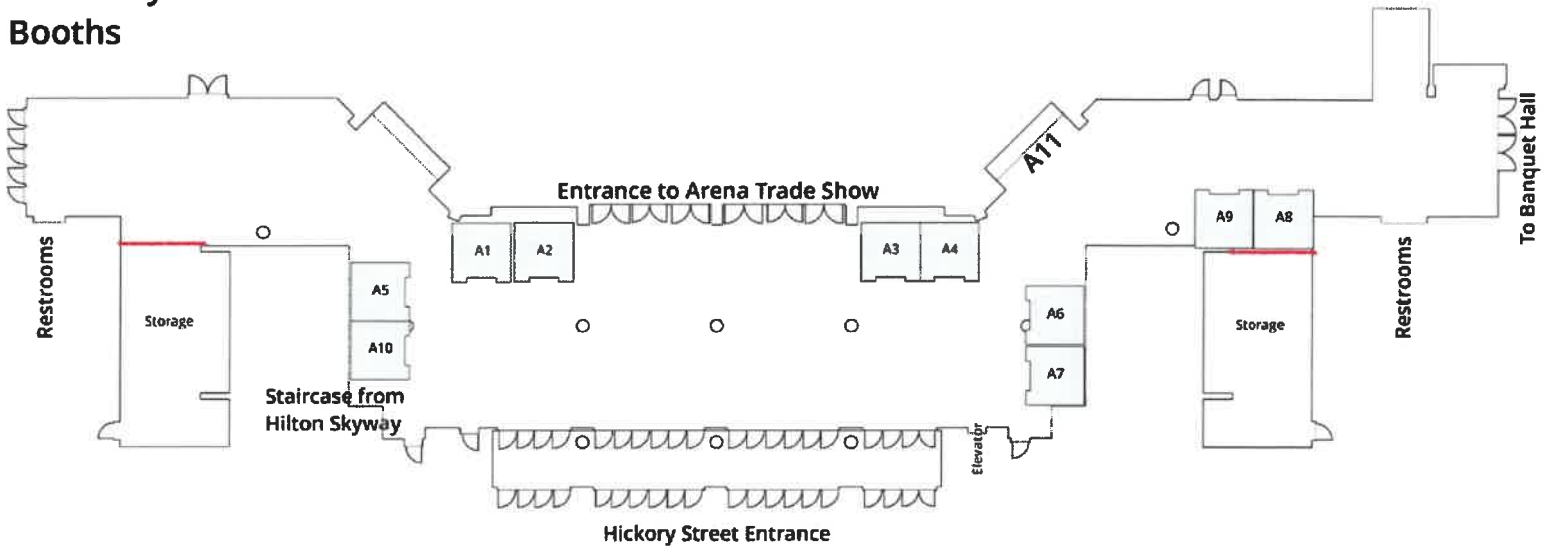 Booths
To Banquet Hall
A11
Entrance to Arena Trade Show
A9
A8
A1
A2
A3
A4
Restrooms
Restrooms
A5
A6
Storage
Storage
A10
A7
Staircase from
Hilton Skyway
Elevator
Hickory Street Entrance